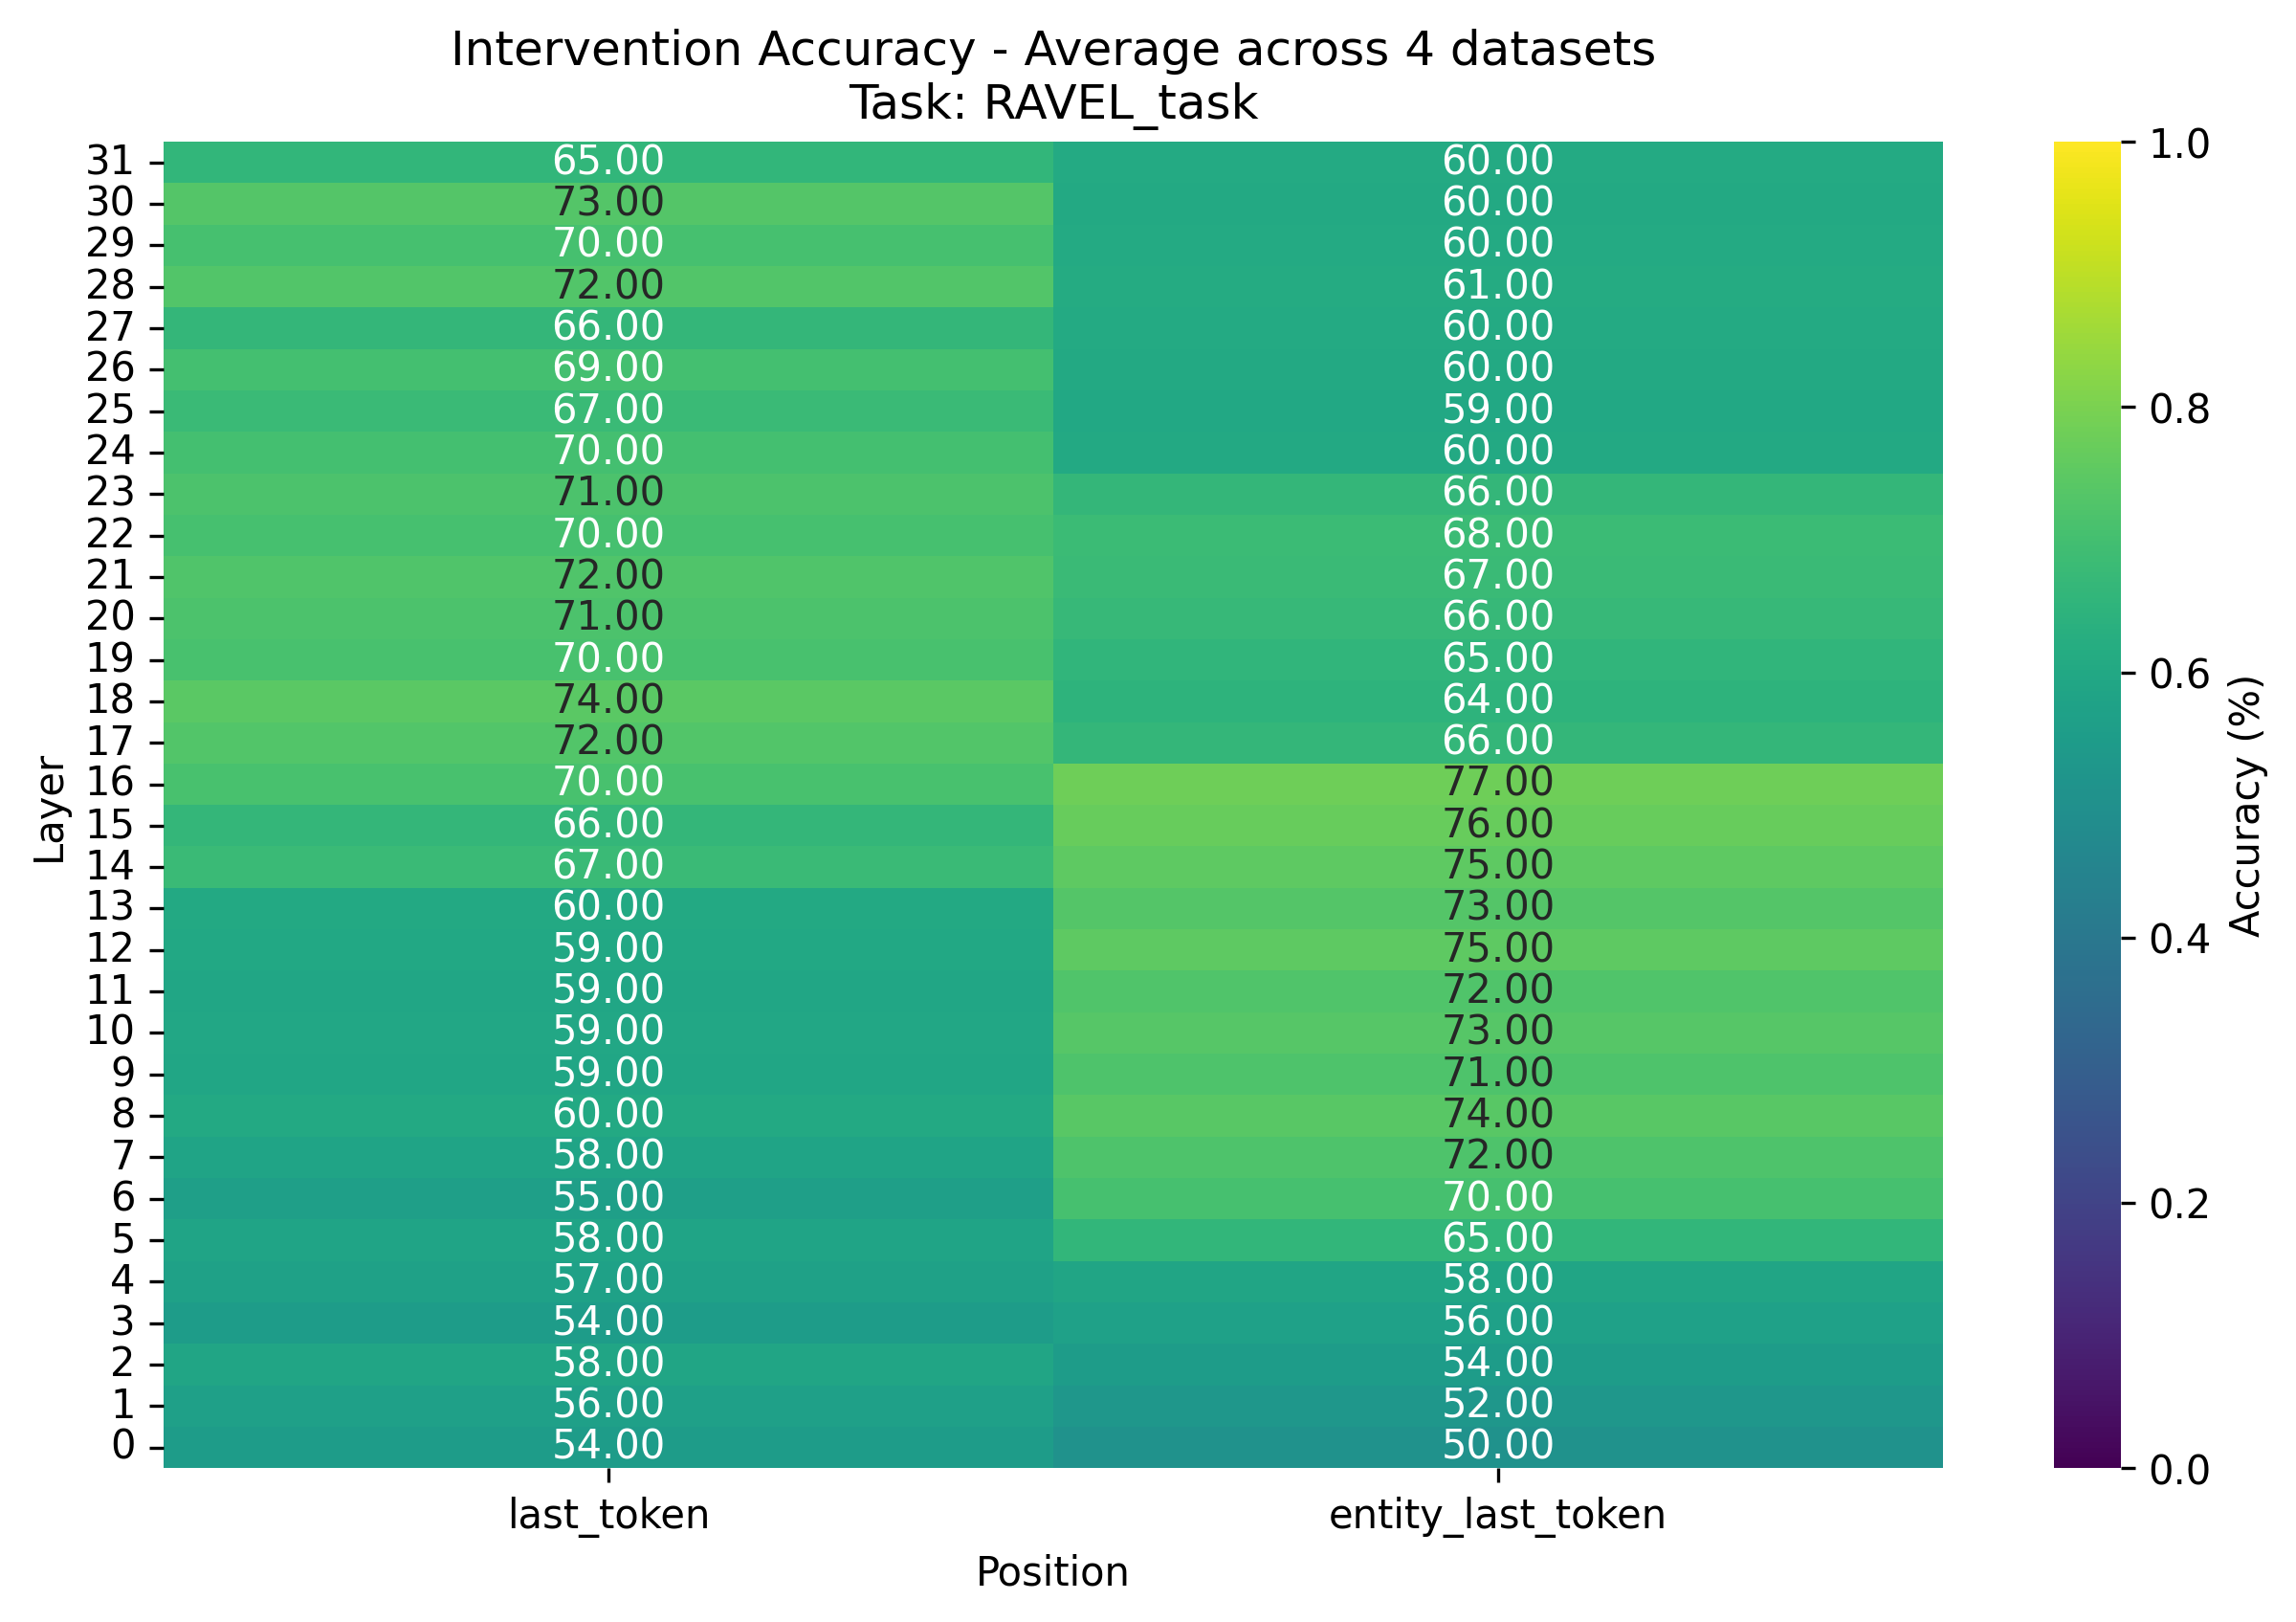 Intervention Accuracy - Average across 4 datasets
Task: RAVEL_task
31 65.00 60.00
30 73.00 60.00
29 70.00 60.00
28 72.00 61.00
27 66.00 60.00
26 69.00 60.00
25 67.00 59.00
24 70.00 60.00
23 71.00 66.00
22 70.00 68.00
21 72.00 67.00
20 71.00 66.00
19 70.00 65.00
18 74.00 64.00
17 72.00 66.00
16 70.00 77.00
15 66.00 76.00
14 67.00 75.00
13 60.00 73.00
12 59.00 75.00
11 59.00 72.00
10 59.00 73.00
9 59.00 71.00
8 60.00 74.00
7 58.00 72.00
6 55.00 70.00
5 58.00 65.00
4 57.00 58.00
3 54.00 56.00
2 58.00 54.00
1 56.00 52.00
0 54.00 50.00
last_token entity_last_token
Position
Layer
1.0
0.8
0.6
0.4
0.2
0.0
Accuracy (%)